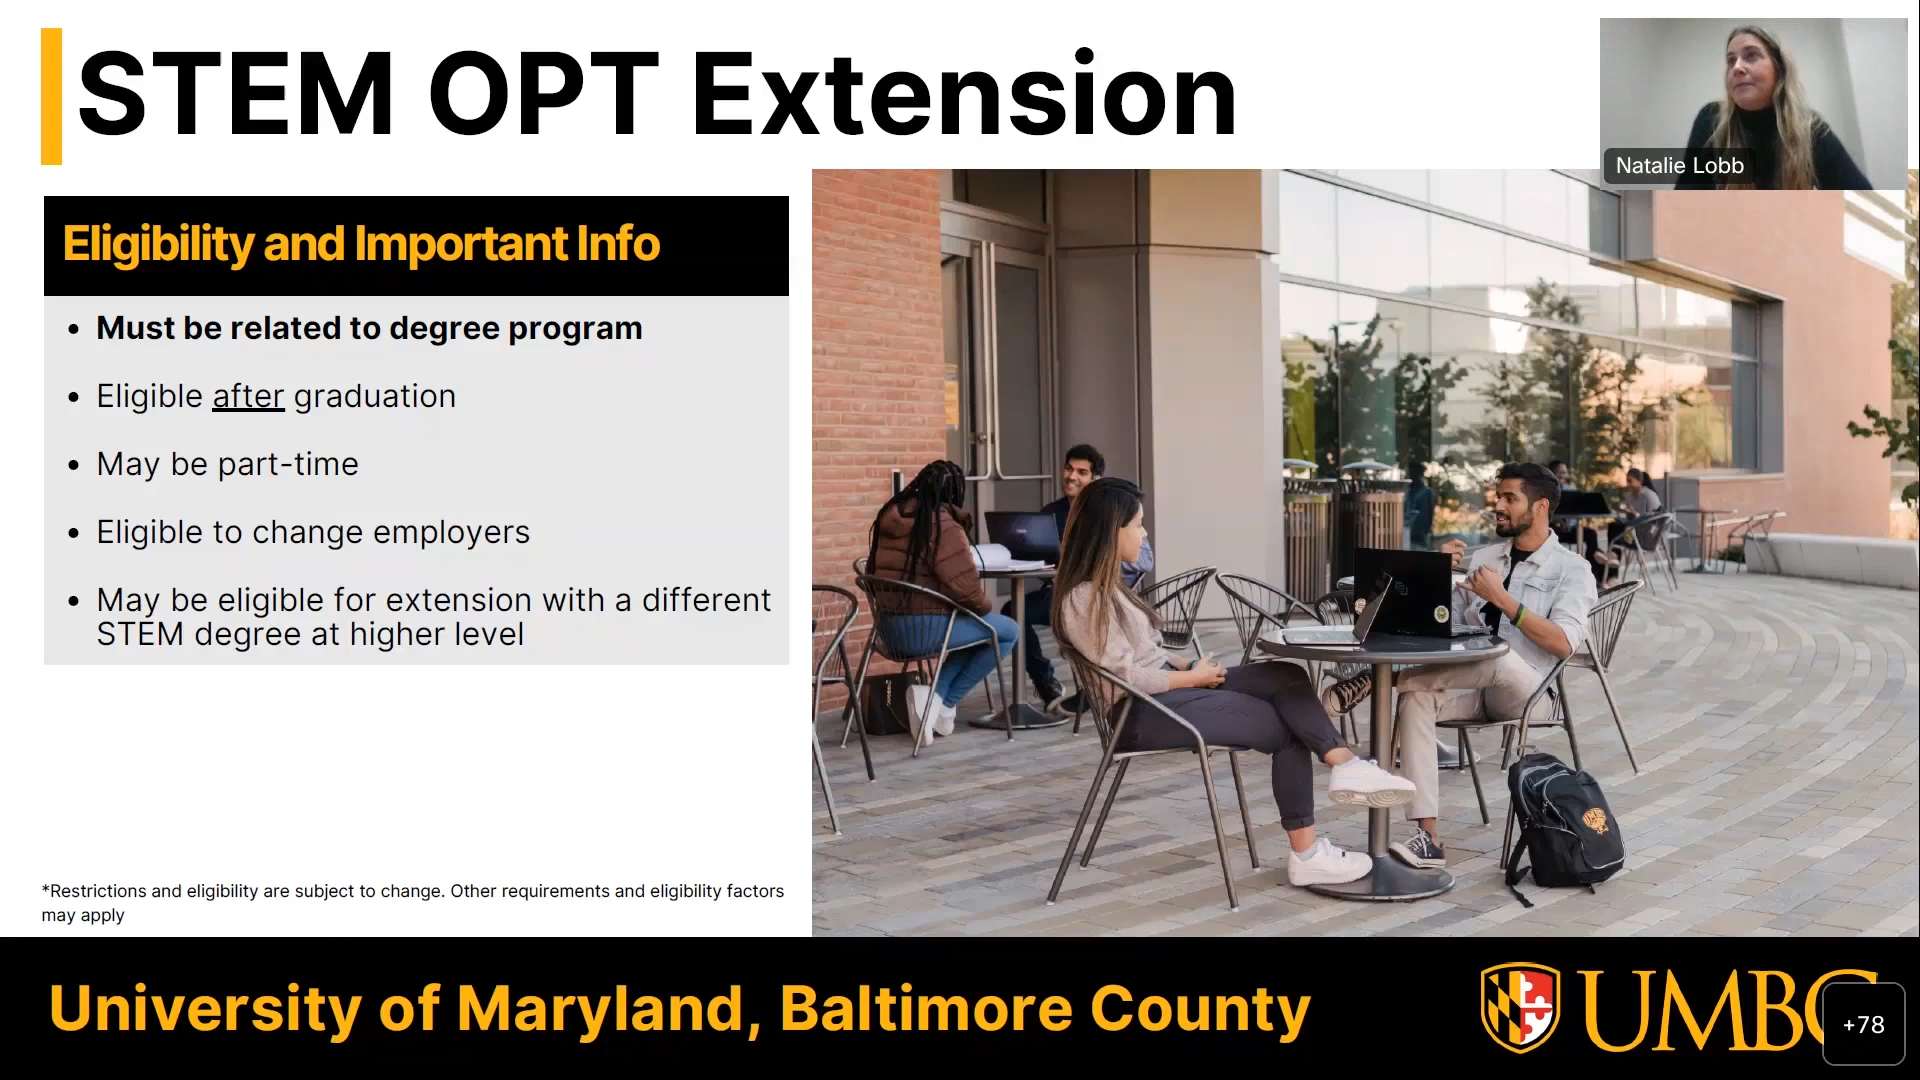 STEM OPT Extension
Natalie Lobb
Eligibility and Important Info
• Must be related to degree program
• Eligible after graduation
• May be part-time
• Eligible to change employers
• May be eligible for extension with a different
STEM degree at higher level
*Restrictions and eligibility are subject to change. Other requirements and eligibility factors
may apply
University of Maryland, Baltimore County
UMBC
+78